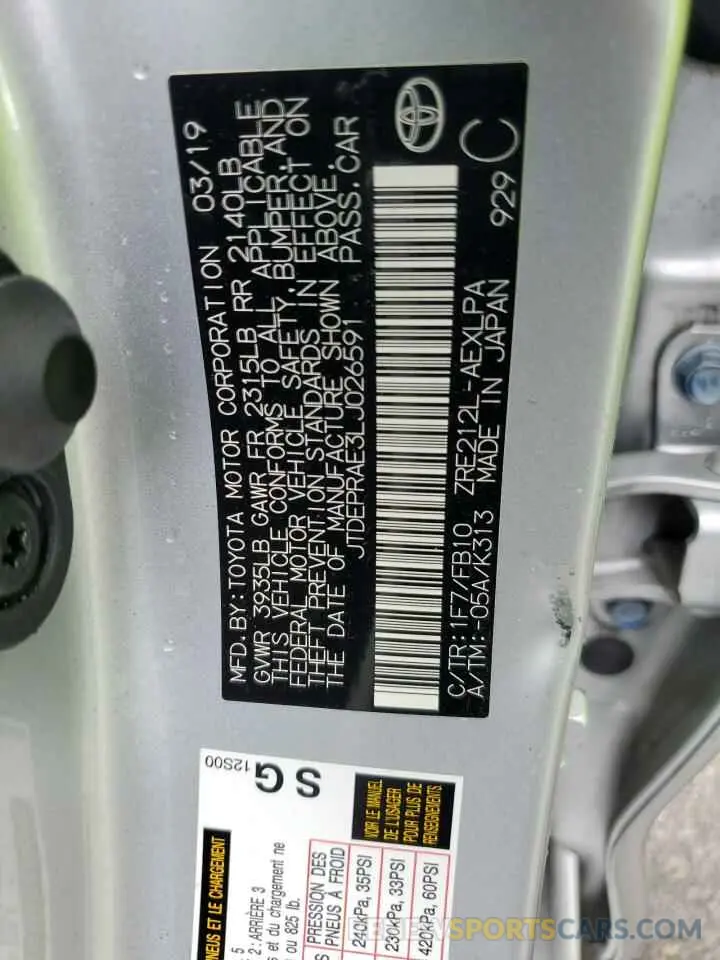 MFD. BY: TOYOTA MOTOR CORPORATION 03/19
GVWR 3935LB GAWR FR 2315LB RR 2140LB
THIS VEHICLE CONFORMS TO ALL APPLICABLE
FEDERAL MOTOR VEHICLE SAFETY, BUMPER, AND
THEFT PREVENTION STANDARDS IN EFFECT ON
THE DATE OF MANUFACTURE SHOWN ABOVE.
JTDEPRAE3LJ026591 PASS. CAR
C/TR: 1F7/FB10 ZRE212L-AEXLPA 929
A/TM: -05A/K313 MADE IN JAPAN C
12S00
S G
PNEUS ET LE CHARGEMENT
5
2 : ARRIÈRE 3
s et du chargement ne
ou 825 lb.
PRESSION DES
PNEUS À FROID
VOIR LE MANUEL
DE L'USAGER
POUR PLUS DE
RENSEIGNEMENTS
240kPa, 35PSI
230kPa, 33PSI
420kPa, 60PSI
EN.NEWSPORTSCARS.COM